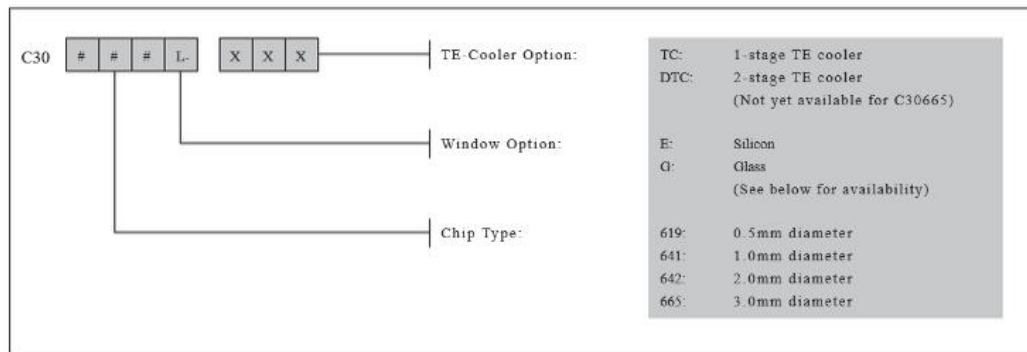 C30 # # # L- X X X TE-Cooler Option: TC: 1-stage TE cooler
DTC: 2-stage TE cooler
(Not yet available for C30665)
Window Option: E: Silicon
G: Glass
(See below for availability)
Chip Type: 619: 0.5mm diameter
641: 1.0mm diameter
642: 2.0mm diameter
665: 3.0mm diameter